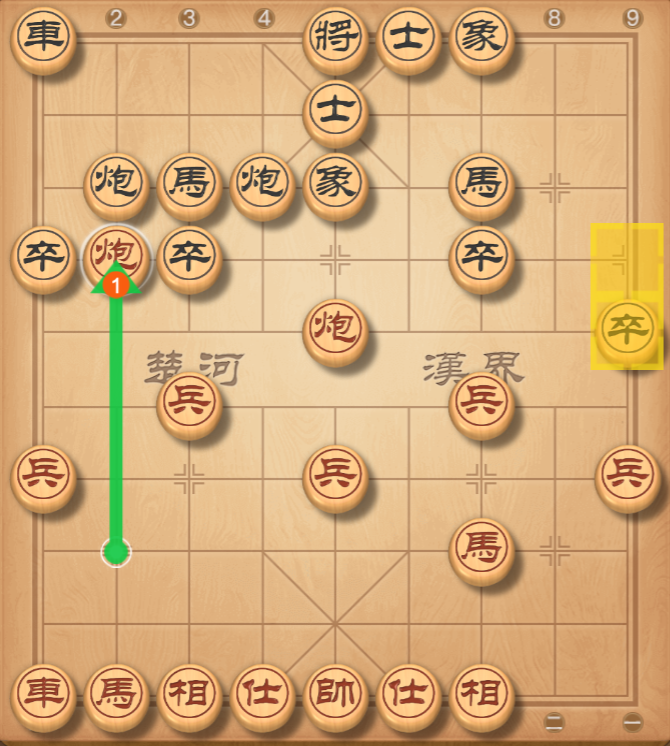 2 3 4 8 9
車 將 士 象
士
炮 馬 炮 象 馬
卒 炮 卒 卒
1
炮 卒
楚河 漢界
兵 兵
兵 兵 兵
馬
車 馬 相 仕 帥 仕 相
二 一